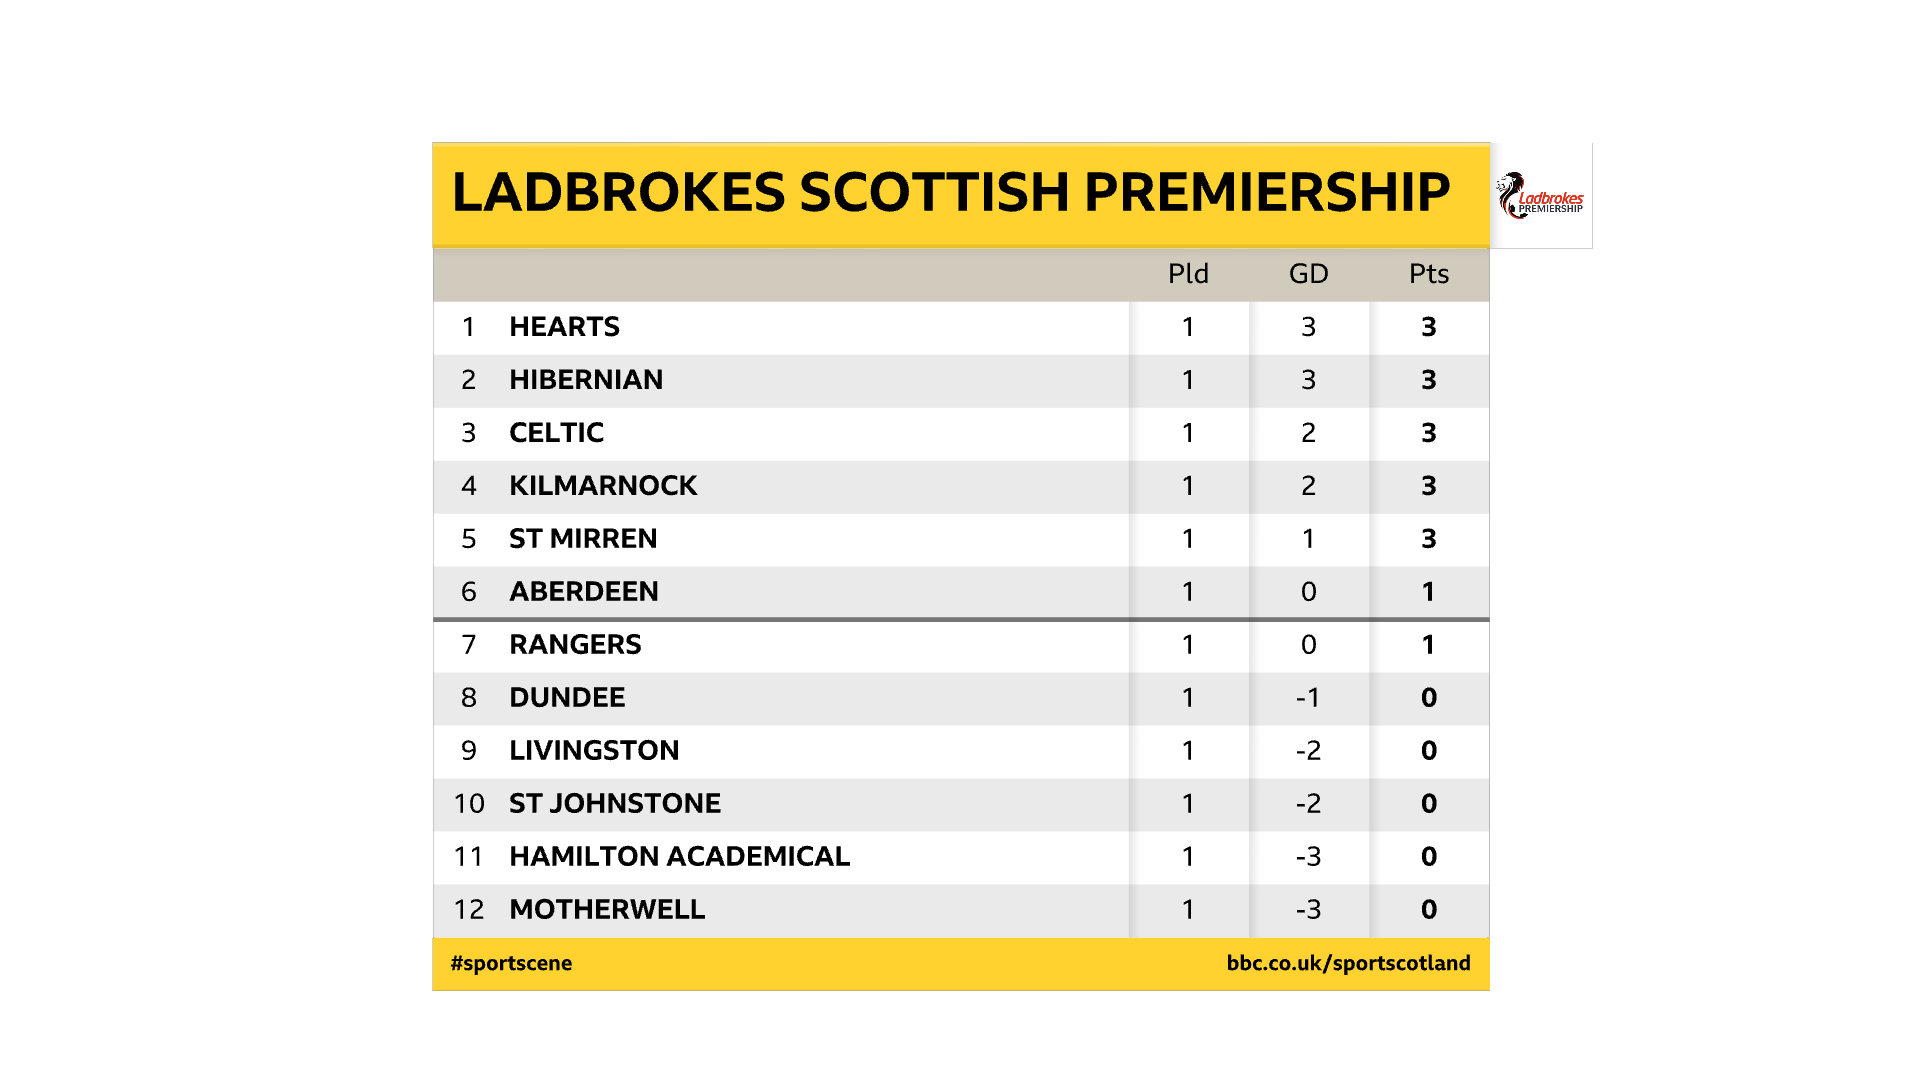 LADBROKES SCOTTISH PREMIERSHIP
Ladbrokes
PREMIERSHIP
Pld GD Pts
1 HEARTS 1 3 3
2 HIBERNIAN 1 3 3
3 CELTIC 1 2 3
4 KILMARNOCK 1 2 3
5 ST MIRREN 1 1 3
6 ABERDEEN 1 0 1
7 RANGERS 1 0 1
8 DUNDEE 1 -1 0
9 LIVINGSTON 1 -2 0
10 ST JOHNSTONE 1 -2 0
11 HAMILTON ACADEMICAL 1 -3 0
12 MOTHERWELL 1 -3 0
#sportscene bbc.co.uk/sportscotland